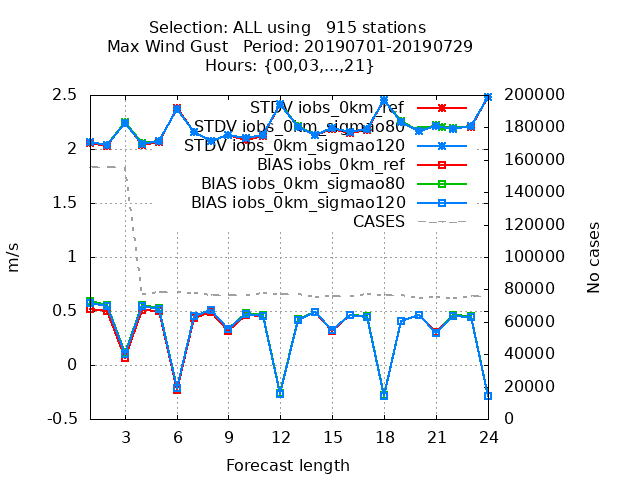 Selection: ALL using   915 stations
Max Wind Gust   Period: 20190701-20190729
Hours: {00,03,...,21}
2.5
2
1.5
1
0.5
0
-0.5
m/s
STDV iobs_0km_ref
STDV iobs_0km_sigmao80
STDV iobs_0km_sigmao120
BIAS iobs_0km_ref
BIAS iobs_0km_sigmao80
BIAS iobs_0km_sigmao120
CASES
200000
180000
160000
140000
120000
100000
80000
60000
40000
20000
0
No cases
3 6 9 12 15 18 21 24
Forecast length